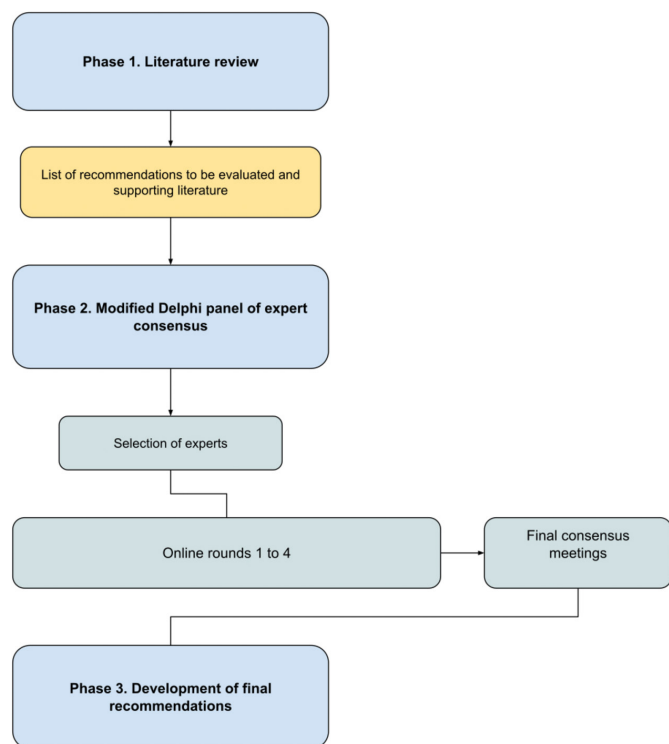 Phase 1. Literature review
List of recommendations to be evaluated and
supporting literature
Phase 2. Modified Delphi panel of expert
consensus
Selection of experts
Online rounds 1 to 4
Final consensus
meetings
Phase 3. Development of final
recommendations